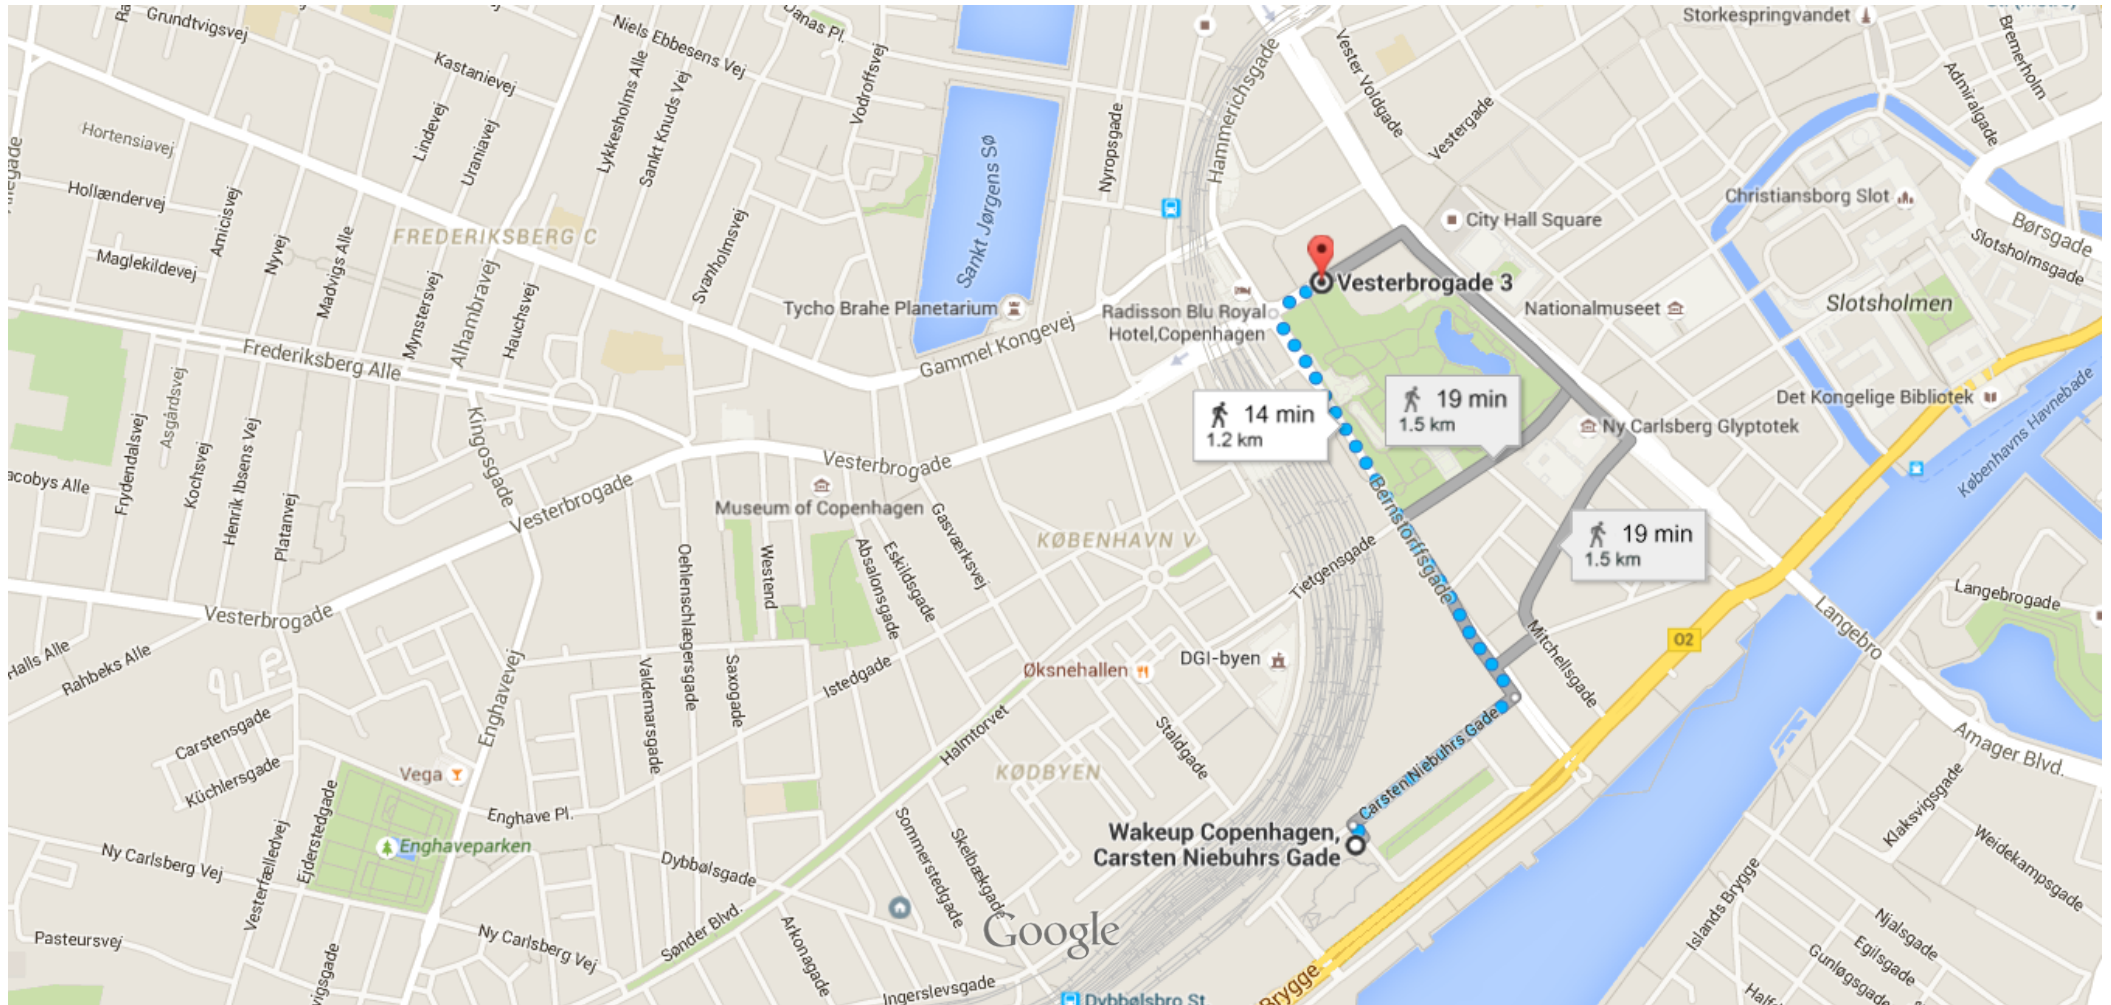 Grundtvigsvej
Kastanievej
Niels Ebbesens Vej
Danas Pl.
Vodroffsvej
Hammerichsgade
Vester Voldgade
Vestergade
Storkespringvandet
Bremerholm
Admiralgade
Hortensiavej
Lindevej
Uraniavej
Lykkesholms Alle
Sankt Knuds Vej
Nyropsgade
Hollændervej
Amicisvej
Maglekildevej
Nyvej
Madvigs Alle
FREDERIKSBERG C
Svanholmsvej
Sankt Jørgens Sø
City Hall Square
Christiansborg Slot
Børsgade
Slotsholmsgade
Slotsholmen
Vesterbrogade 3
Nationalmuseet
Tycho Brahe Planetarium
Radisson Blu Royal
Hotel,Copenhagen
Gammel Kongevej
Mynstersvej
Alhambravej
Hauchsvej
Frederiksberg Alle
Kingosgade
14 min
1.2 km
19 min
1.5 km
Ny Carlsberg Glyptotek
Det Kongelige Bibliotek
Københavns Havnebade
Frydendalsvej
Asgårdsvej
Kochsvej
Henrik Ibsens Vej
Platanvej
acobys Alle
Vesterbrogade
Vesterbrogade
Museum of Copenhagen
Gasværksvej
KØBENHAVN V
Tietgensgade
Bernstorffsgade
19 min
1.5 km
Oehlenschlægersgade
Westend
Absalonsgade
Eskildsgade
Vesterbrogade
Halls Alle
Rahbeks Alle
Enghavevej
Valdemarsgade
Saxogade
Istedgade
Øksnehallen
DGI-byen
Mitchellsgade
02
Langebro
Langebrogade
Amager Blvd.
Carstensgade
Küchlersgade
Vega
Halmtorvet
Staldgade
KØDBYEN
Carsten Niebuhrs Gade
Wakeup Copenhagen,
Carsten Niebuhrs Gade
Enghave Pl.
Enghaveparken
Ejderstedgade
Vesterfælledvej
Ny Carlsberg Vej
Dybbølsgade
Sommerstedgade
Skelbækgade
Klaksvigsgade
Weidekampsgade
Islands Brygge
Njalsgade
Egilsgade
Gunløgsgade
Pasteursvej
vigsgade
Ny Carlsberg Vej
Sønder Blvd.
Arkonagade
Ingerslevsgade
Google
Dybbølsbro St
Brygge